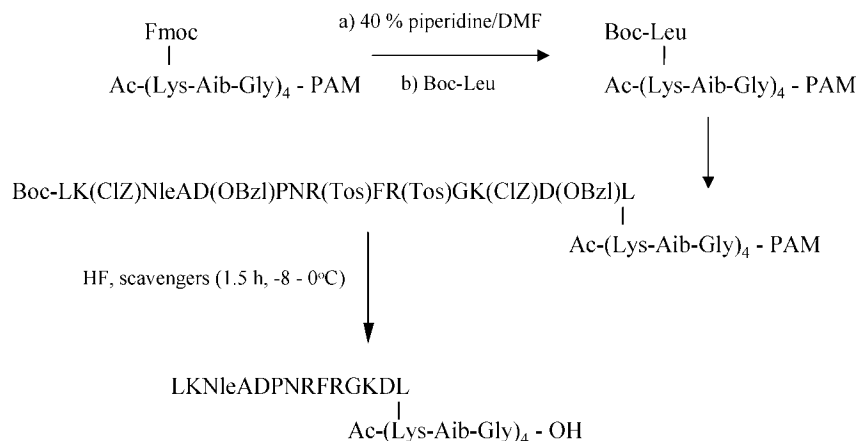 Fmoc
Ac-(Lys-Aib-Gly)4 - PAM
a) 40 % piperidine/DMF
b) Boc-Leu
Boc-Leu
Ac-(Lys-Aib-Gly)4 - PAM
Boc-LK(ClZ)NleAD(OBzl)PNR(Tos)FR(Tos)GK(ClZ)D(OBzl)L
Ac-(Lys-Aib-Gly)4 - PAM
HF, scavengers (1.5 h, -8 - 0°C)
LKNleADPNRFRGKDL
Ac-(Lys-Aib-Gly)4 - OH